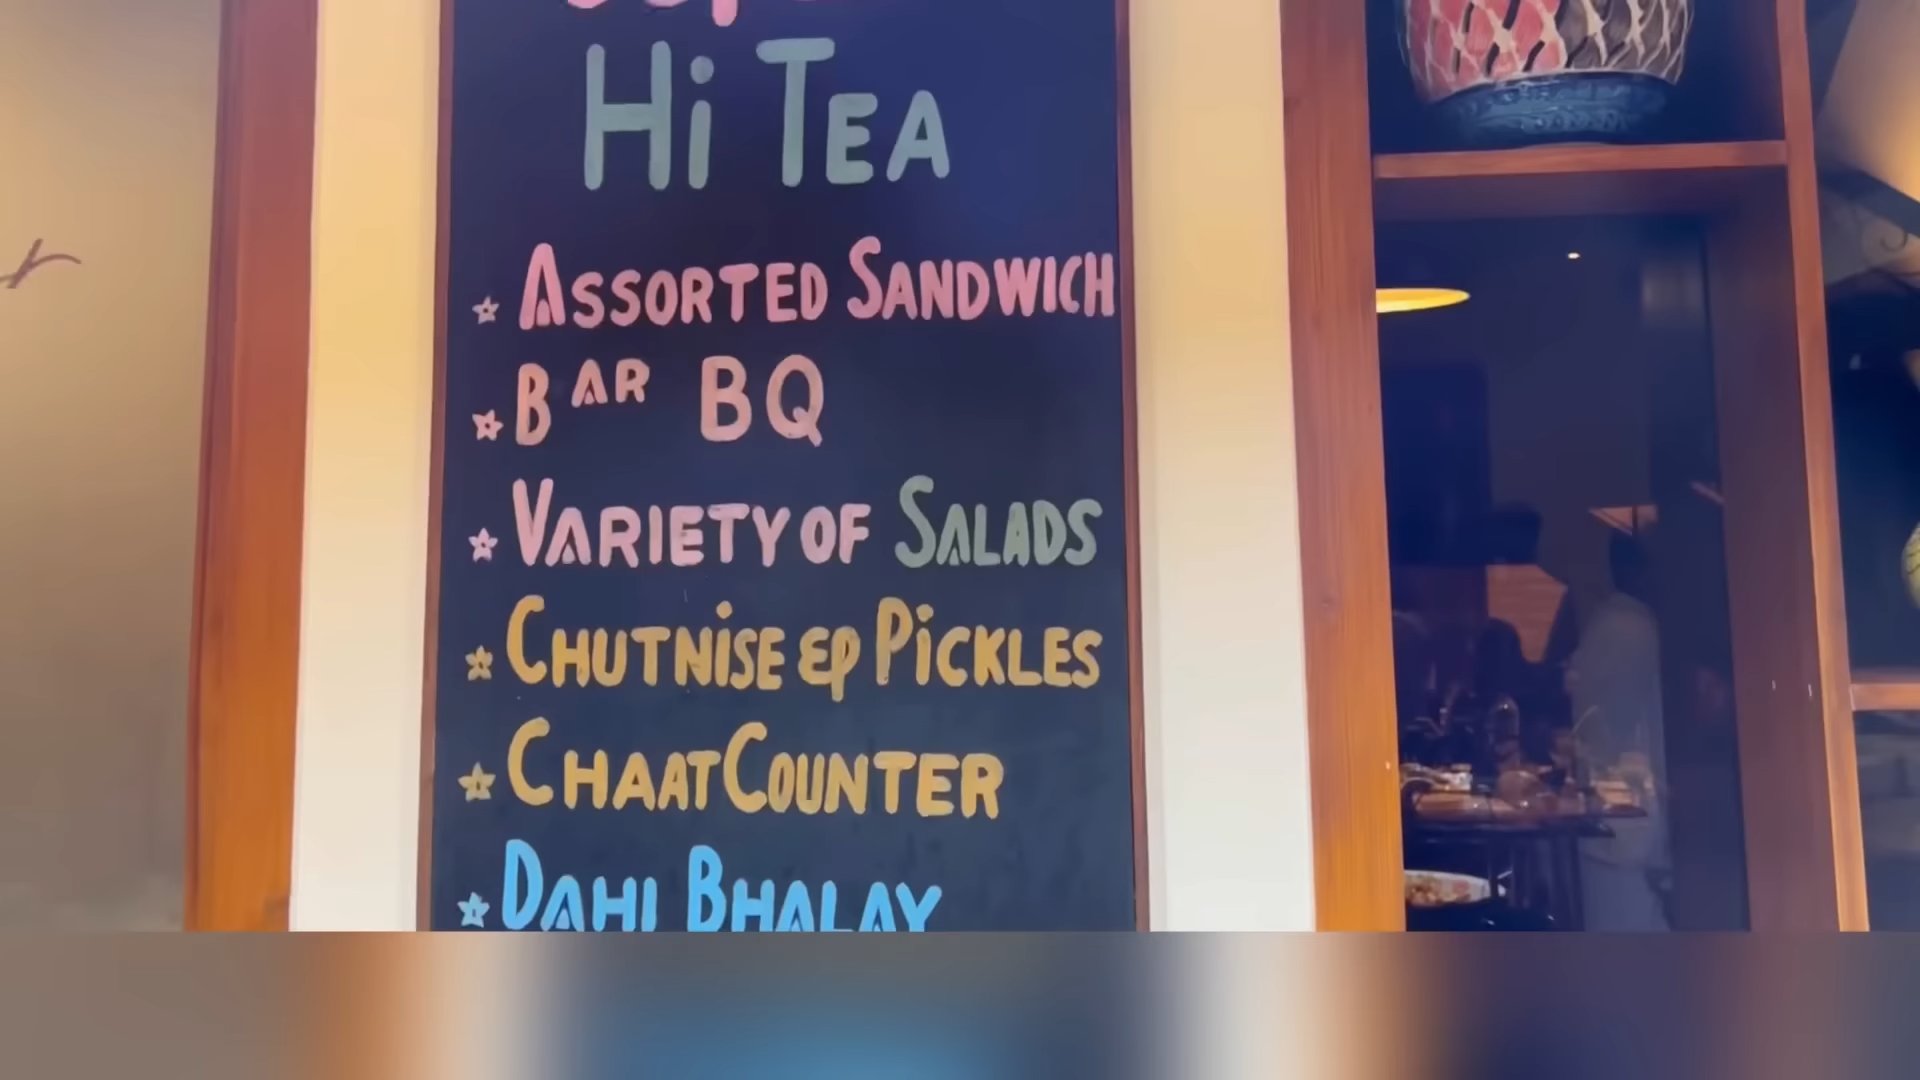 Hi TEA
ASSORTED SANDWICH
BAR BQ
VARIETY OF SALADS
CHUTNiSE & PiCKLES
CHAAT COUNTER
DAHI BHALAY